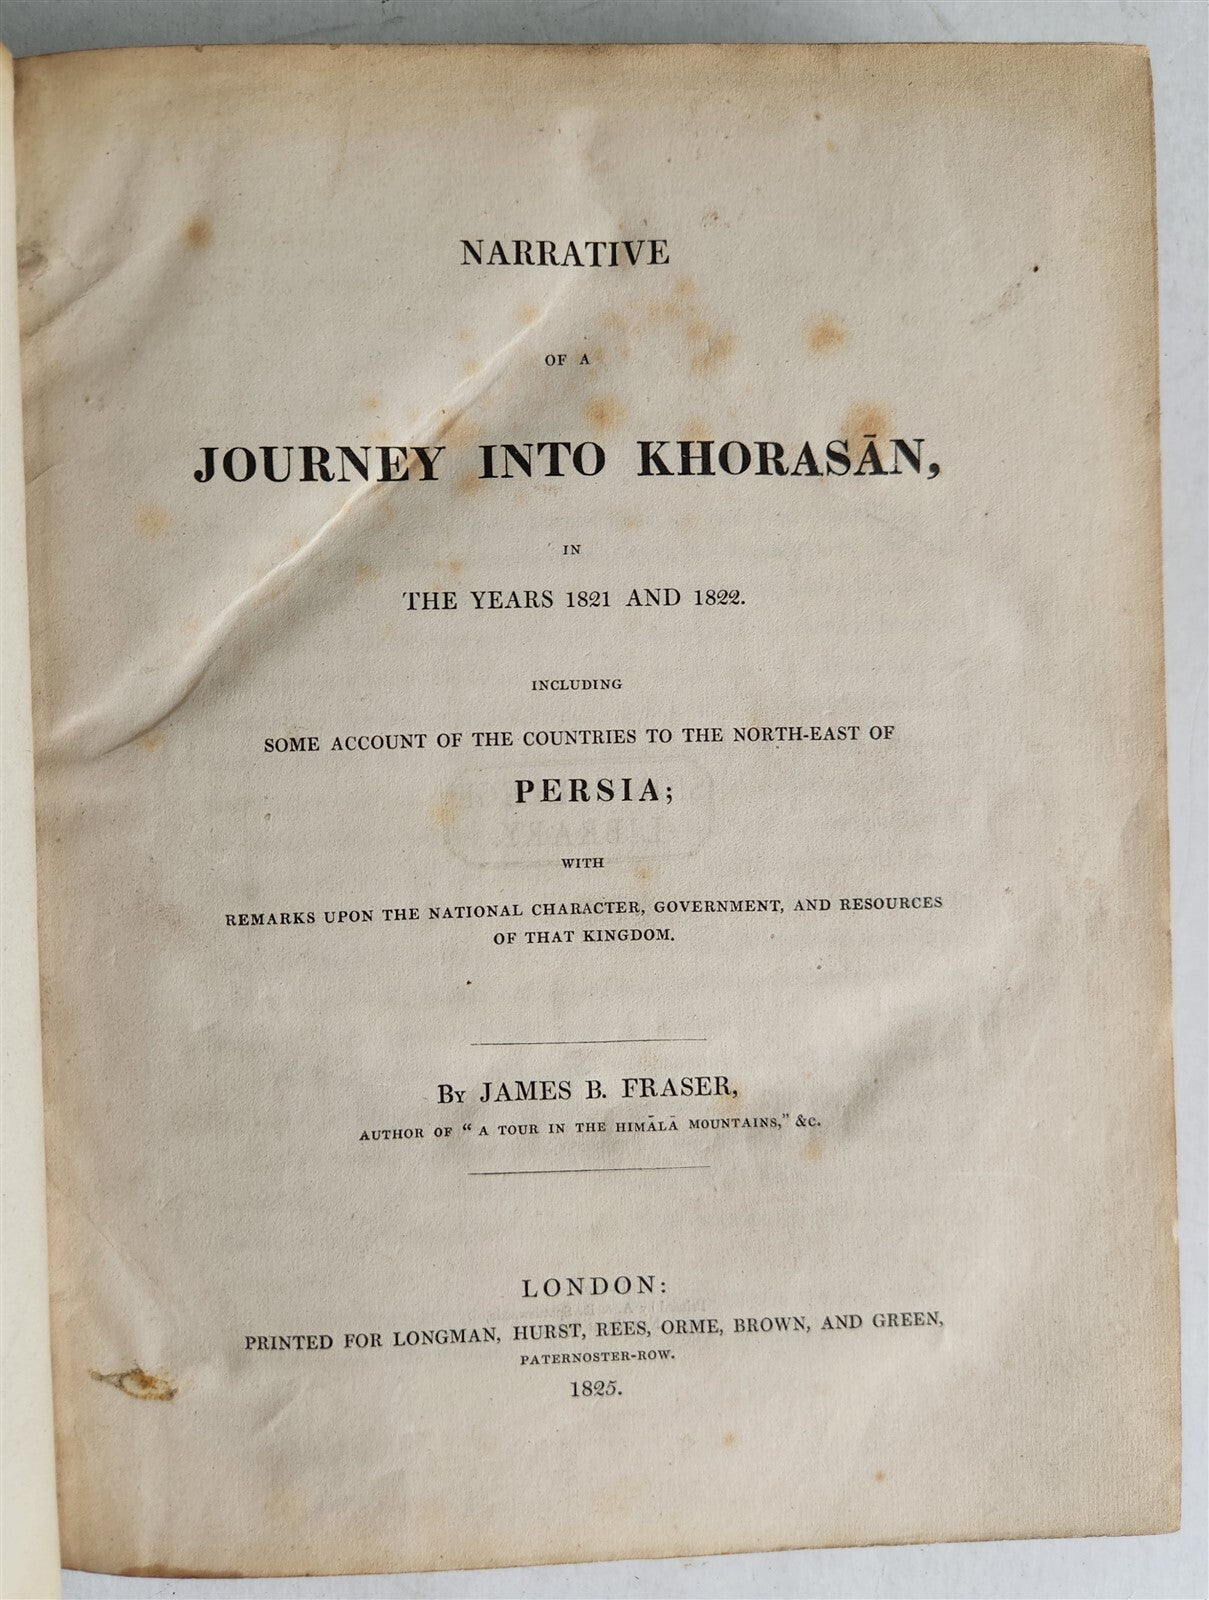 NARRATIVE
OF A
JOURNEY INTO KHORASĀN,
IN
THE YEARS 1821 AND 1822.
INCLUDING
SOME ACCOUNT OF THE COUNTRIES TO THE NORTH-EAST OF
PERSIA;
LIBRARY.
WITH
REMARKS UPON THE NATIONAL CHARACTER, GOVERNMENT, AND RESOURCES
OF THAT KINGDOM.
By JAMES B. FRASER,
AUTHOR OF “ A TOUR IN THE HIMĀLĀ MOUNTAINS,” &c.
LONDON:
PRINTED FOR LONGMAN, HURST, REES, ORME, BROWN, AND GREEN,
PATERNOSTER-ROW.
1825.